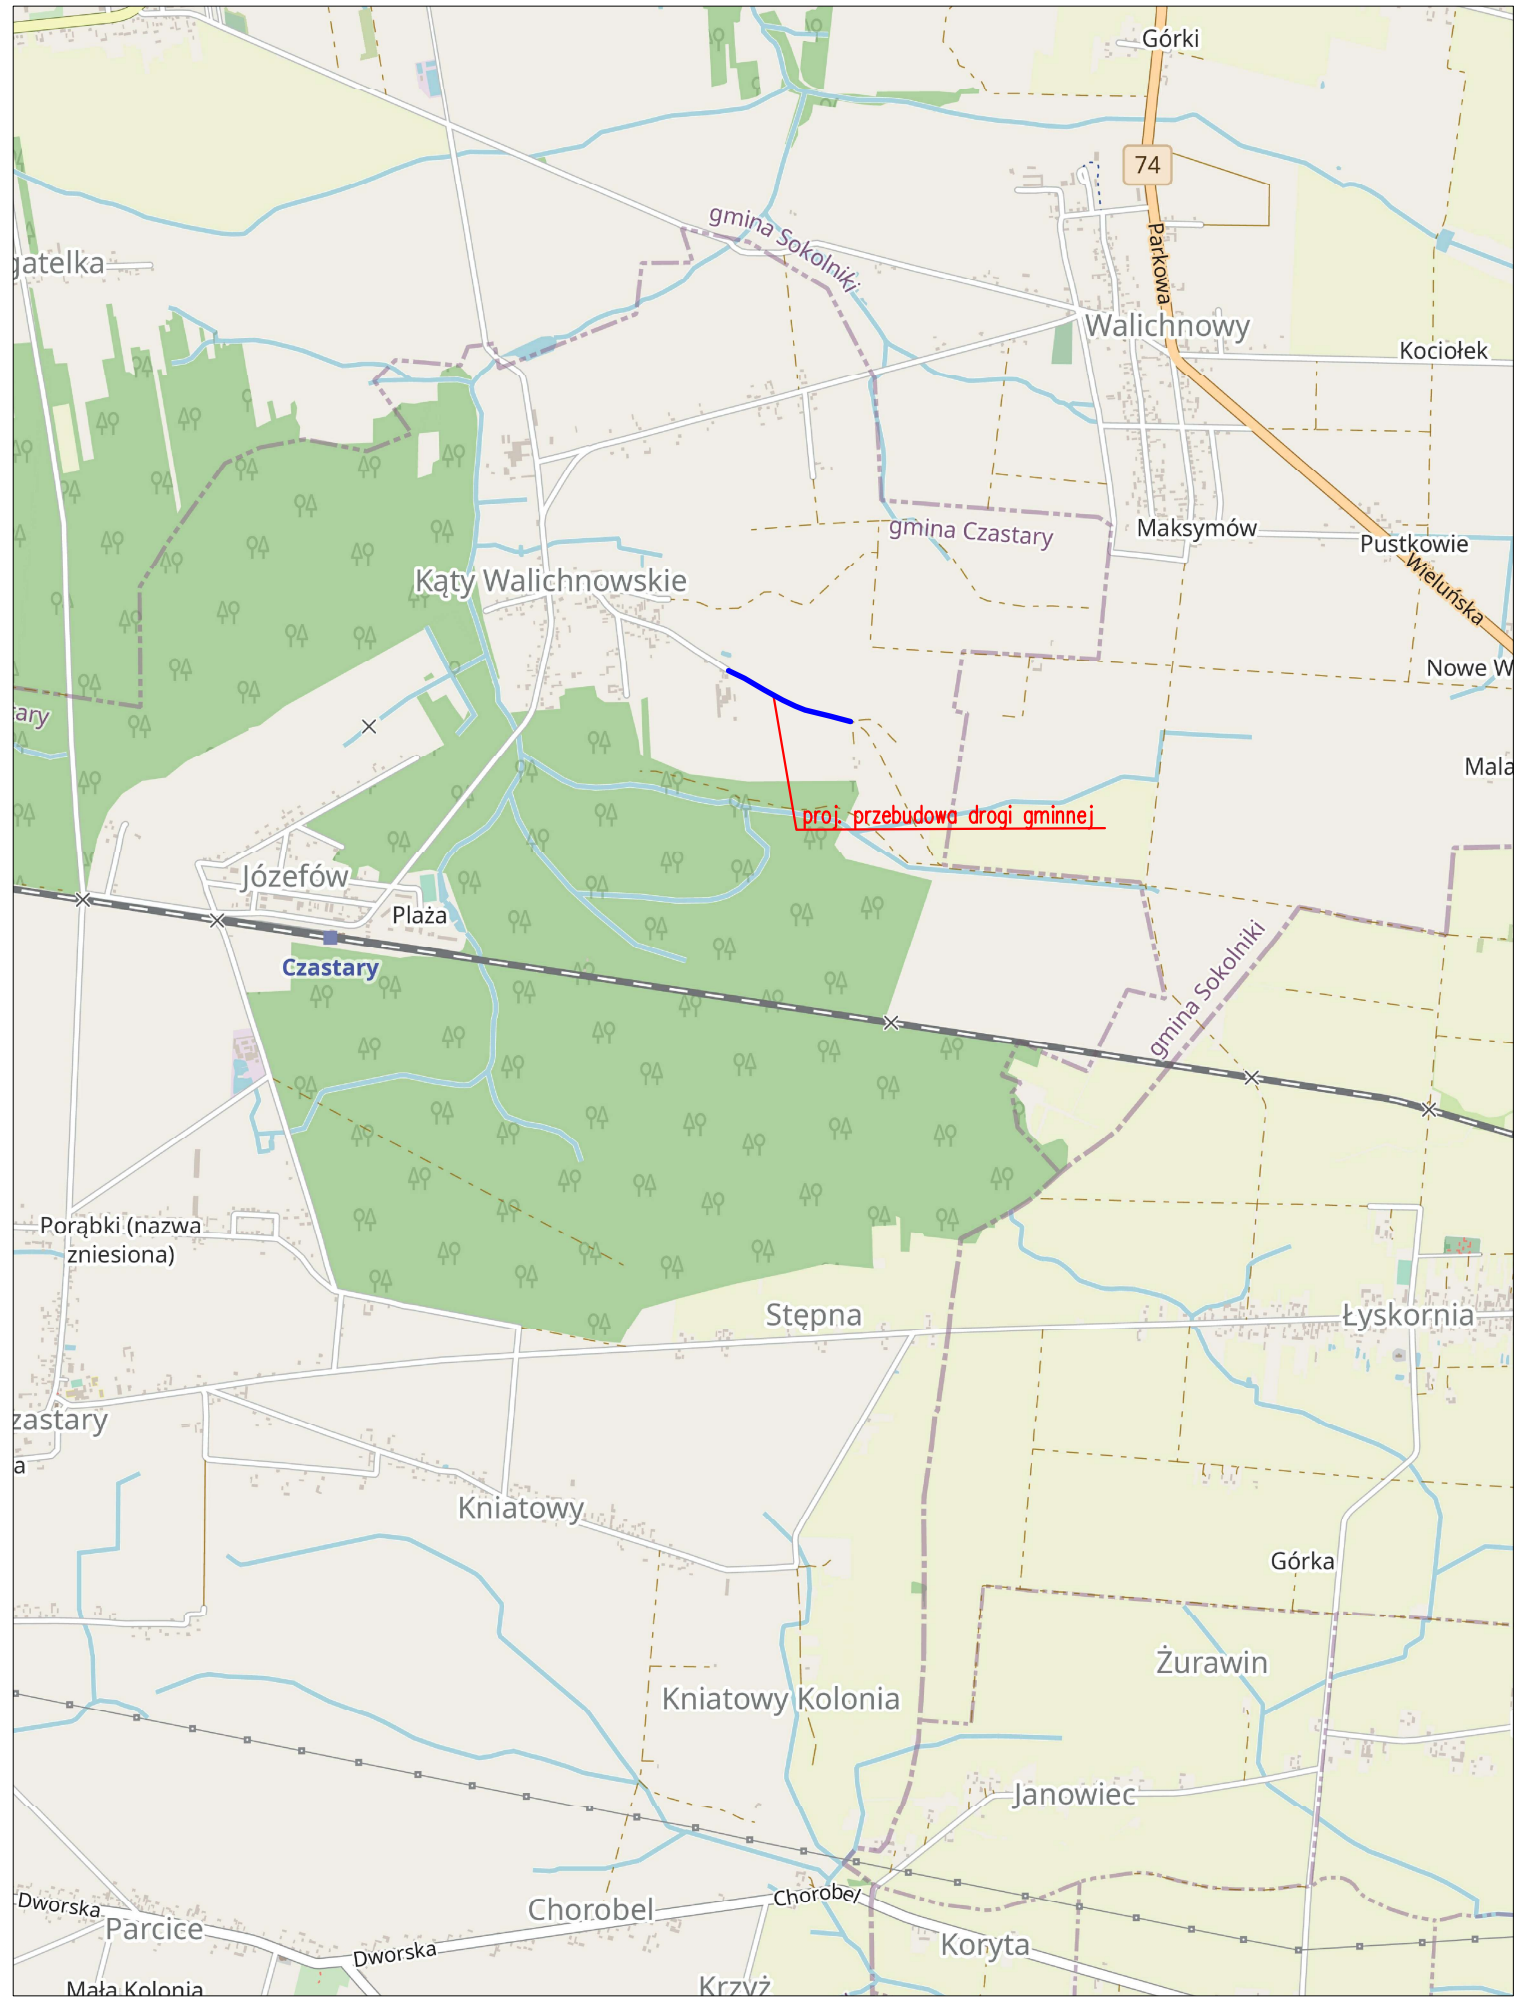 Górki
74
gmina Sokolniki
Parkowa
gatelka
Walichnowy
Kociołek
gmina Czastary
Maksymów
Pustkowie
Wieluńska
Kąty Walichnowskie
Nowe W
tary
Mala
proj. przebudowa drogi gminnej
Józefów
Plaża
Czastary
gmina Sokolniki
Porąbki (nazwa
zniesiona)
Stępna
Łyskornia
zastary
a
Kniatowy
Górka
Żurawin
Kniatowy Kolonia
Janowiec
Chorobel
Dworska
Chorobel
Parcice
Koryta
Dworska
Mała Kolonia
Krzyż